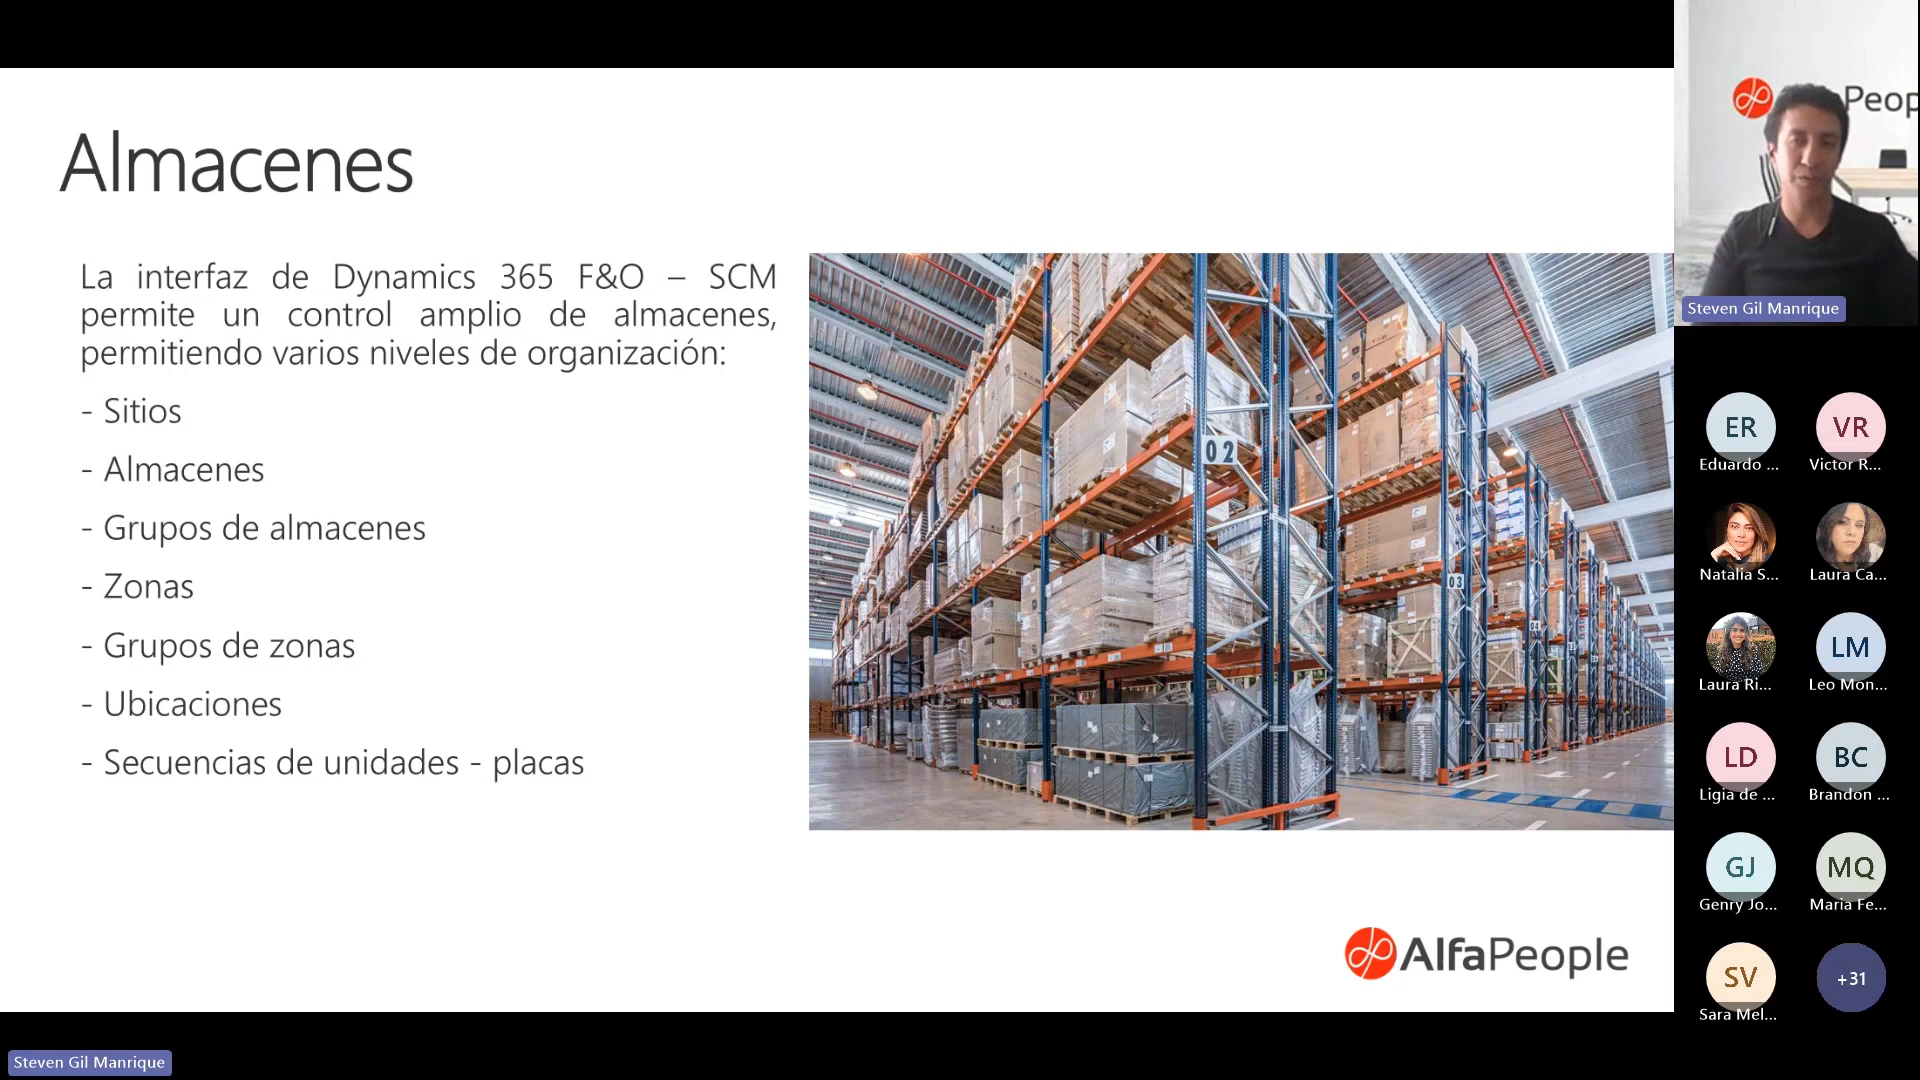 Almacenes
La interfaz de Dynamics 365 F&O – SCM
permite un control amplio de almacenes,
permitiendo varios niveles de organización:
- Sitios
- Almacenes
- Grupos de almacenes
- Zonas
- Grupos de zonas
- Ubicaciones
- Secuencias de unidades - placas
02
03
04
AlfaPeople
Peop
Steven Gil Manrique
ER
Eduardo ...
VR
Victor R...
Natalia S...
Laura Ca...
Laura Ri...
LM
Leo Mon...
LD
Ligia de ...
BC
Brandon ...
GJ
Genry Jo...
MQ
Maria Fe...
SV
Sara Mel...
+31
Steven Gil Manrique